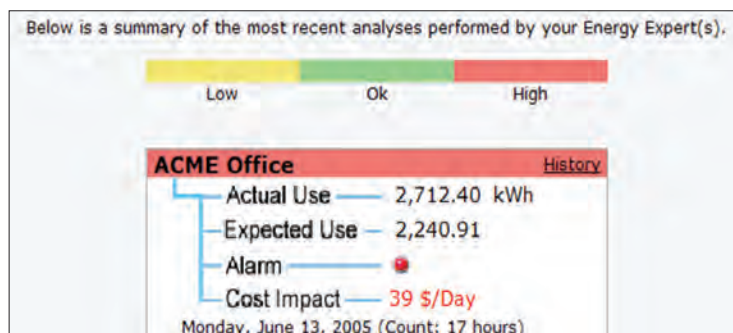 Below is a summary of the most recent analyses performed by your Energy Expert(s).
Low Ok High
ACME Office History
Actual Use 2,712.40 kWh
Expected Use 2,240.91
Alarm
Cost Impact 39 $/Day
Monday, June 13, 2005 (Count: 17 hours)